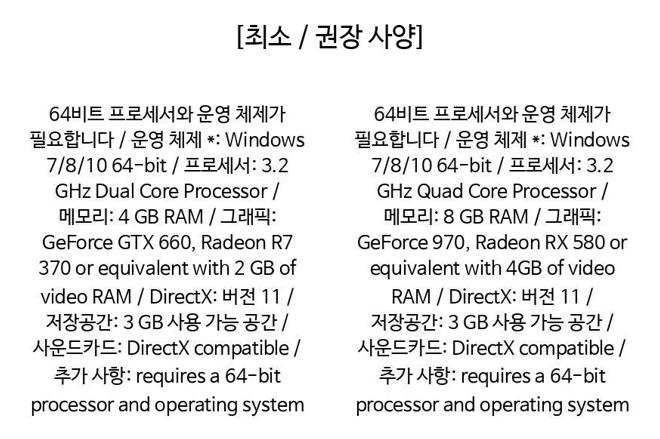 [최소 / 권장 사양]
64비트 프로세서와 운영 체제가
필요합니다 / 운영 체제 *: Windows
7/8/10 64-bit / 프로세서: 3.2
GHz Dual Core Processor /
메모리: 4 GB RAM / 그래픽:
GeForce GTX 660, Radeon R7
370 or equivalent with 2 GB of
video RAM / DirectX: 버전 11 /
저장공간: 3 GB 사용 가능 공간 /
사운드카드: DirectX compatible /
추가 사항: requires a 64-bit
processor and operating system
64비트 프로세서와 운영 체제가
필요합니다 / 운영 체제 *: Windows
7/8/10 64-bit / 프로세서: 3.2
GHz Quad Core Processor /
메모리: 8 GB RAM / 그래픽:
GeForce 970, Radeon RX 580 or
equivalent with 4GB of video
RAM / DirectX: 버전 11 /
저장공간: 3 GB 사용 가능 공간 /
사운드카드: DirectX compatible /
추가 사항: requires a 64-bit
processor and operating system